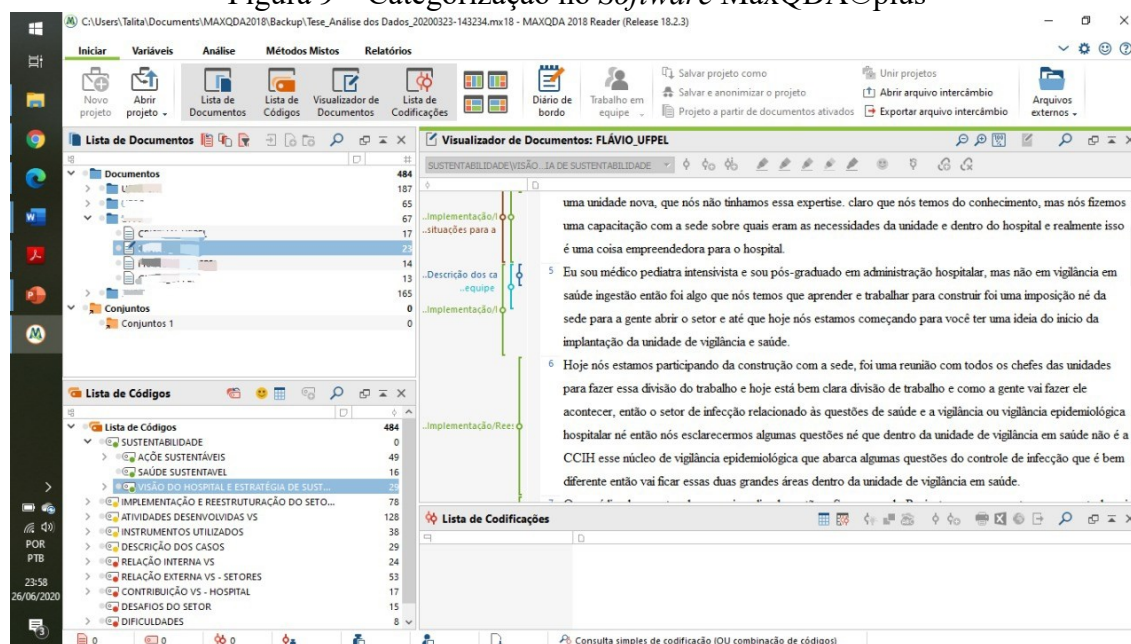 Figura 9 – Categorização no Software MaxQDA©plus
C:\Users\Talita\Documents\MAXQDA2018\Backup\Tese_Análise dos Dados_20200323-143234.mx18 - MAXQDA 2018 Reader (Release 18.2.3)
Iniciar Variáveis Análise Métodos Mistos Relatórios
Novo projeto
Abrir projeto
Lista de Documentos
Lista de Códigos
Visualizador de Documentos
Lista de Codificações
Diário de bordo
Trabalho em equipe
Salvar projeto como
Salvar e anonimizar o projeto
Projeto a partir de documentos ativados
Unir projetos
Abrir arquivo intercâmbio
Exportar arquivo intercâmbio
Arquivos externos
Lista de Documentos
Documentos 484
187
65
67
17
23
14
13
165
Conjuntos 0
Conjuntos 1 0
Lista de Códigos
Lista de Códigos 484
SUSTENTABILIDADE 0
AÇÕES SUSTENTÁVEIS 49
SAÚDE SUSTENTAVEL 16
VISÃO DO HOSPITAL E ESTRATÉGIA DE SUST... 29
IMPLEMENTAÇÃO E REESTRUTURAÇÃO DO SETO... 78
ATIVIDADES DESENVOLVIDAS VS 128
INSTRUMENTOS UTILIZADOS 38
DESCRIÇÃO DOS CASOS 29
RELAÇÃO INTERNA VS 24
RELAÇÃO EXTERNA VS - SETORES 53
CONTRIBUIÇÃO VS - HOSPITAL 17
DESAFIOS DO SETOR 15
DIFICULDADES 8
Visualizador de Documentos: FLÁVIO_UFPEL
SUSTENTABILIDADE\VISÃO...IA DE SUSTENTABILIDADE
..Implementação/I
..situações para a
..Descrição dos ca
..equipe
..Implementação/I
..Implementação/Rees
uma unidade nova, que nós não tinhamos essa expertise. claro que nós temos do conhecimento, mas nós fizemos
uma capacitação com a sede sobre quais eram as necessidades da unidade e dentro do hospital e realmente isso
é uma coisa empreendedora para o hospital.
5 Eu sou médico pediatra intensivista e sou pós-graduado em administração hospitalar, mas não em vigilância em
saúde ingestão então foi algo que nós temos que aprender e trabalhar para construir foi uma imposição né da
sede para a gente abrir o setor e até que hoje nós estamos começando para você ter uma ideia do inicio da
implantação da unidade de vigilância e saúde.
6 Hoje nós estamos participando da construção com a sede, foi uma reunião com todos os chefes das unidades
para fazer essa divisão do trabalho e hoje está bem clara divisão de trabalho e como a gente vai fazer ele
acontecer, então o setor de infecção relacionado às questões de saúde e a vigilância ou vigilância epidemiológica
hospitalar né então nós esclarecermos algumas questões né que dentro da unidade de vigilância em saúde não é a
CCIH esse núcleo de vigilância epidemiológica que abarca algumas questões do controle de infecção que é bem
diferente então vai ficar essas duas grandes áreas dentro da unidade de vigilância em saúde.
Lista de Codificações
0 0 0
Consulta simples de codificação (OU combinação de códigos)
POR
PTB
23:58
26/06/2020
3